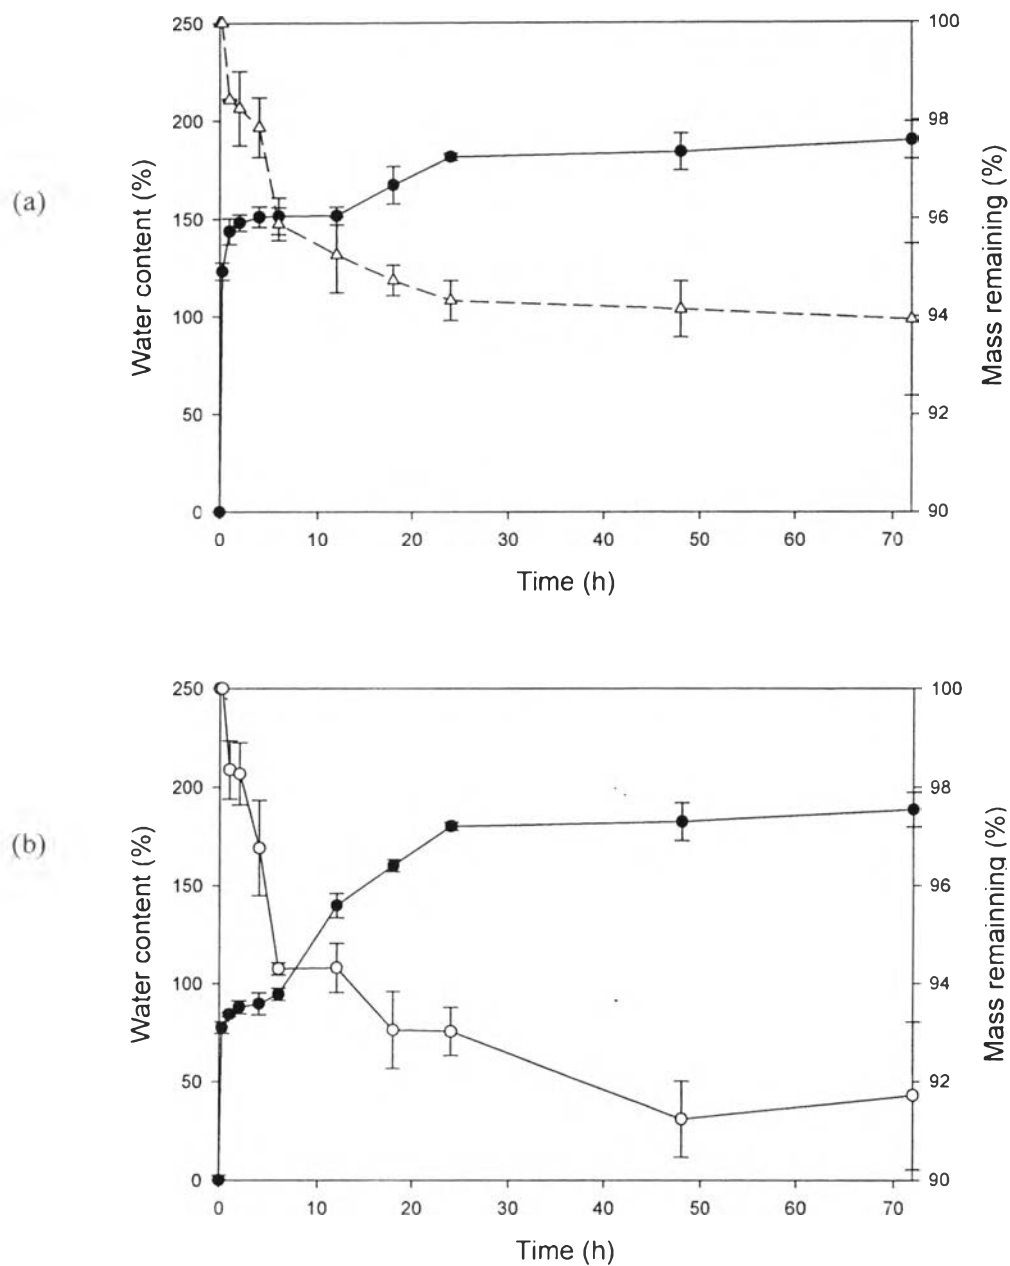 (a)
Water content (%)
250
200
150
100
50
0
100
98
96
94
92
90
Mass remaining (%)
0 10 20 30 40 50 60 70
Time (h)
(b)
Water content (%)
250
200
150
100
50
0
100
98
96
94
92
90
Mass remainning (%)
0 10 20 30 40 50 60 70
Time (h)